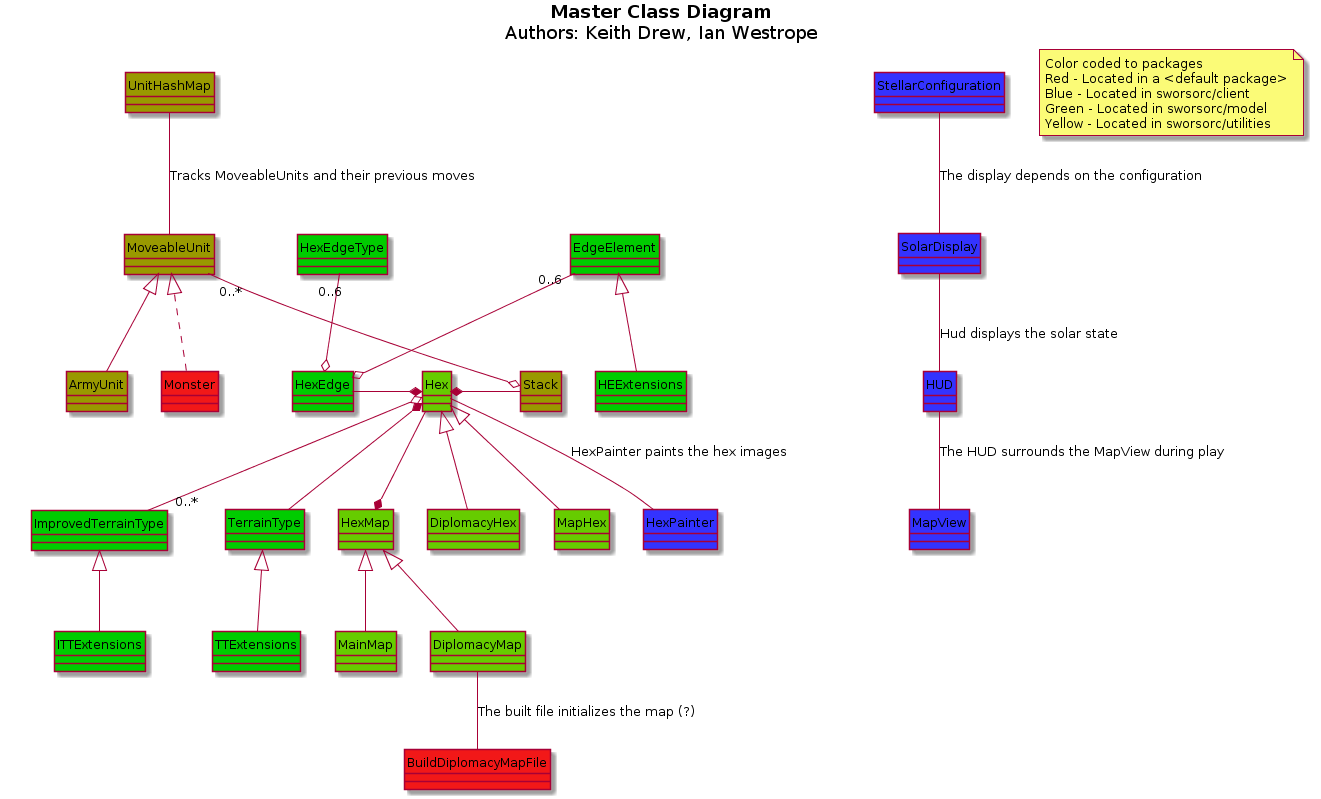 Master Class Diagram
Authors: Keith Drew, Ian Westrope
Color coded to packages
Red - Located in a <default package>
Blue - Located in sworsorc/client
Green - Located in sworsorc/model
Yellow - Located in sworsorc/utilities
UnitHashMap
StellarConfiguration
Tracks MoveableUnits and their previous moves
The display depends on the configuration
MoveableUnit
HexEdgeType
EdgeElement
SolarDisplay
0..*
0..6
0..6
Hud displays the solar state
ArmyUnit
Monster
HexEdge
Hex
Stack
HEExtensions
HUD
HexPainter paints the hex images
The HUD surrounds the MapView during play
0..*
ImprovedTerrainType
TerrainType
HexMap
DiplomacyHex
MapHex
HexPainter
MapView
ITTExtensions
TTExtensions
MainMap
DiplomacyMap
The built file initializes the map (?)
BuildDiplomacyMapFile